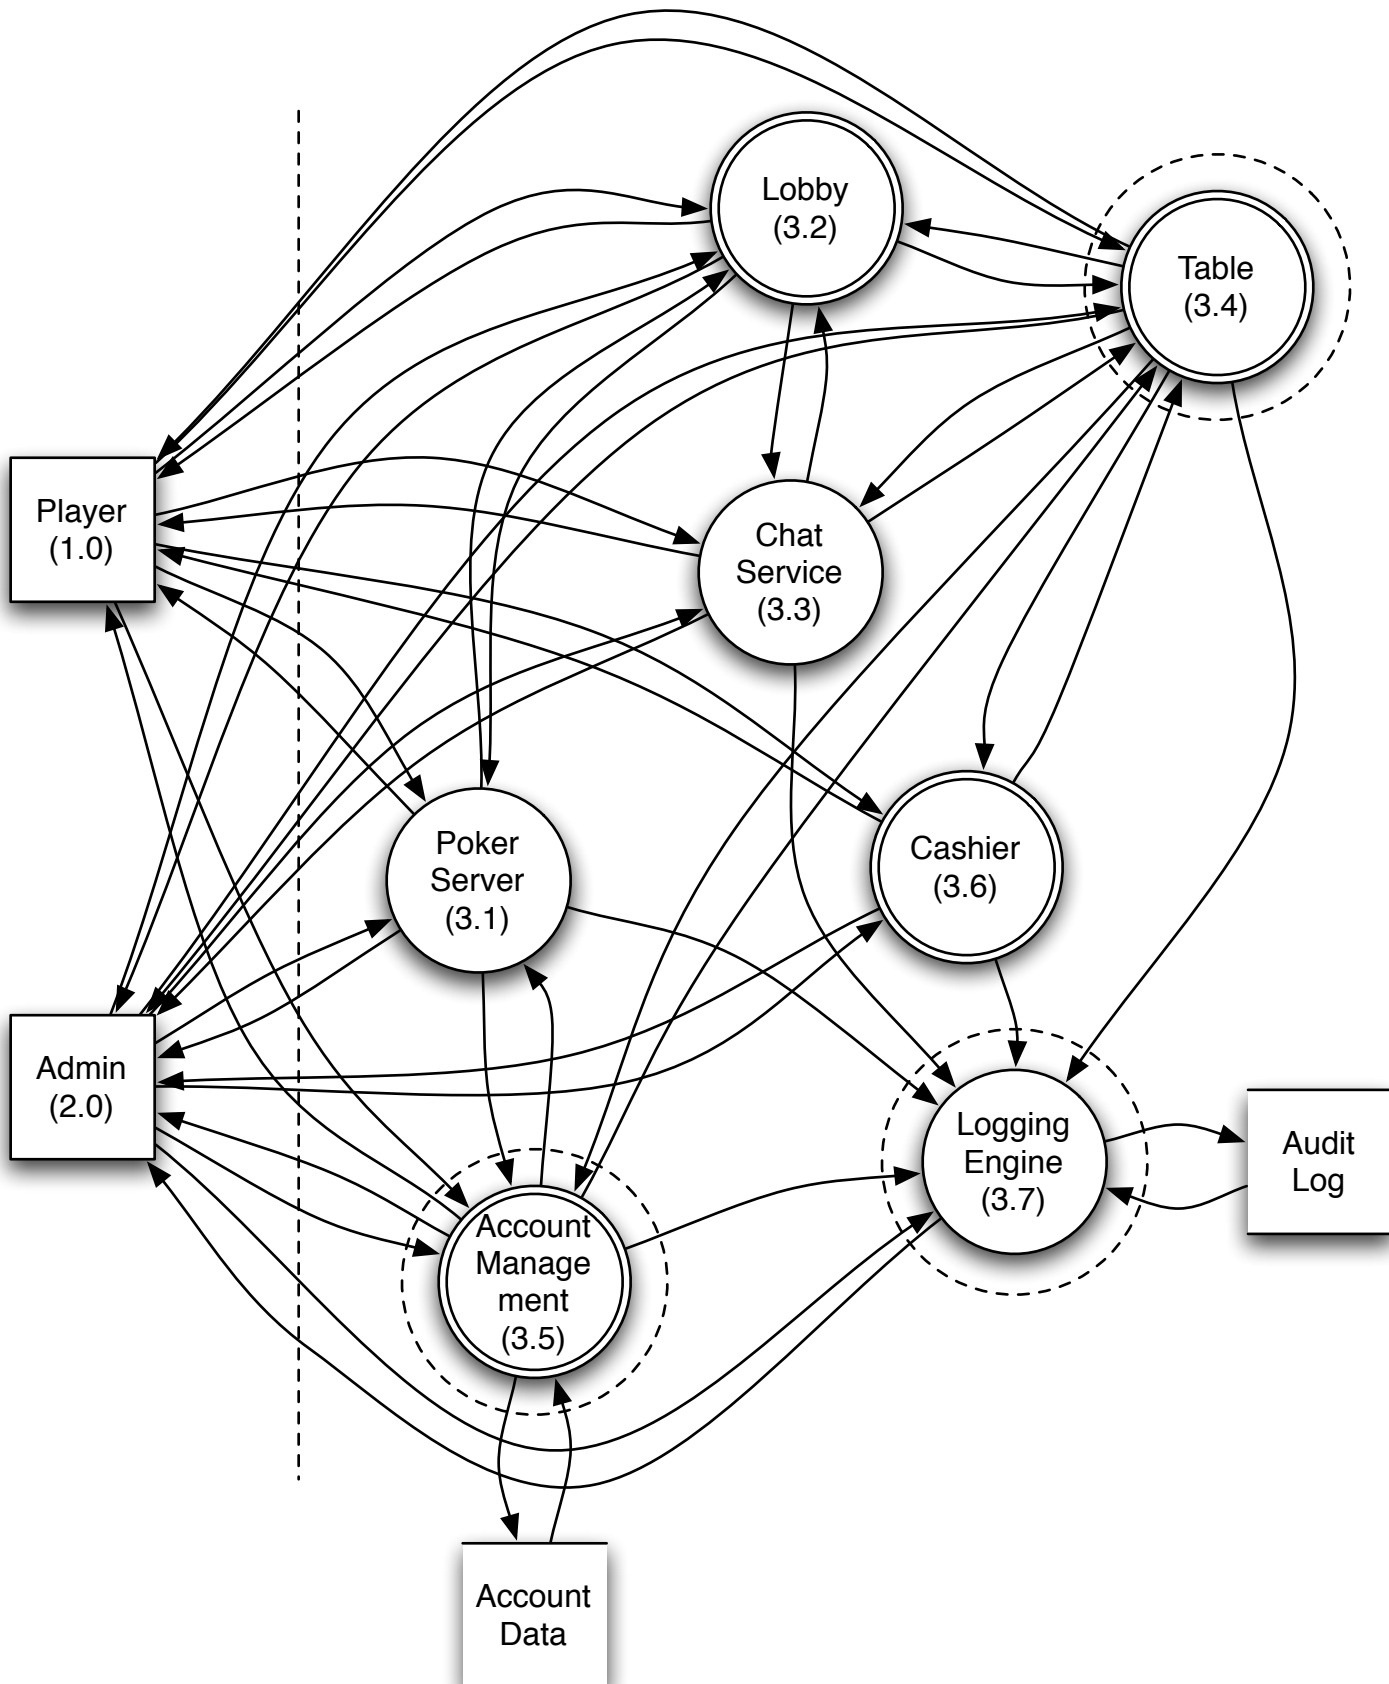 Lobby
(3.2)
Table
(3.4)
Player
(1.0)
Chat
Service
(3.3)
Poker
Server
(3.1)
Cashier
(3.6)
Admin
(2.0)
Logging
Engine
(3.7)
Audit
Log
Account
Manage
ment
(3.5)
Account
Data